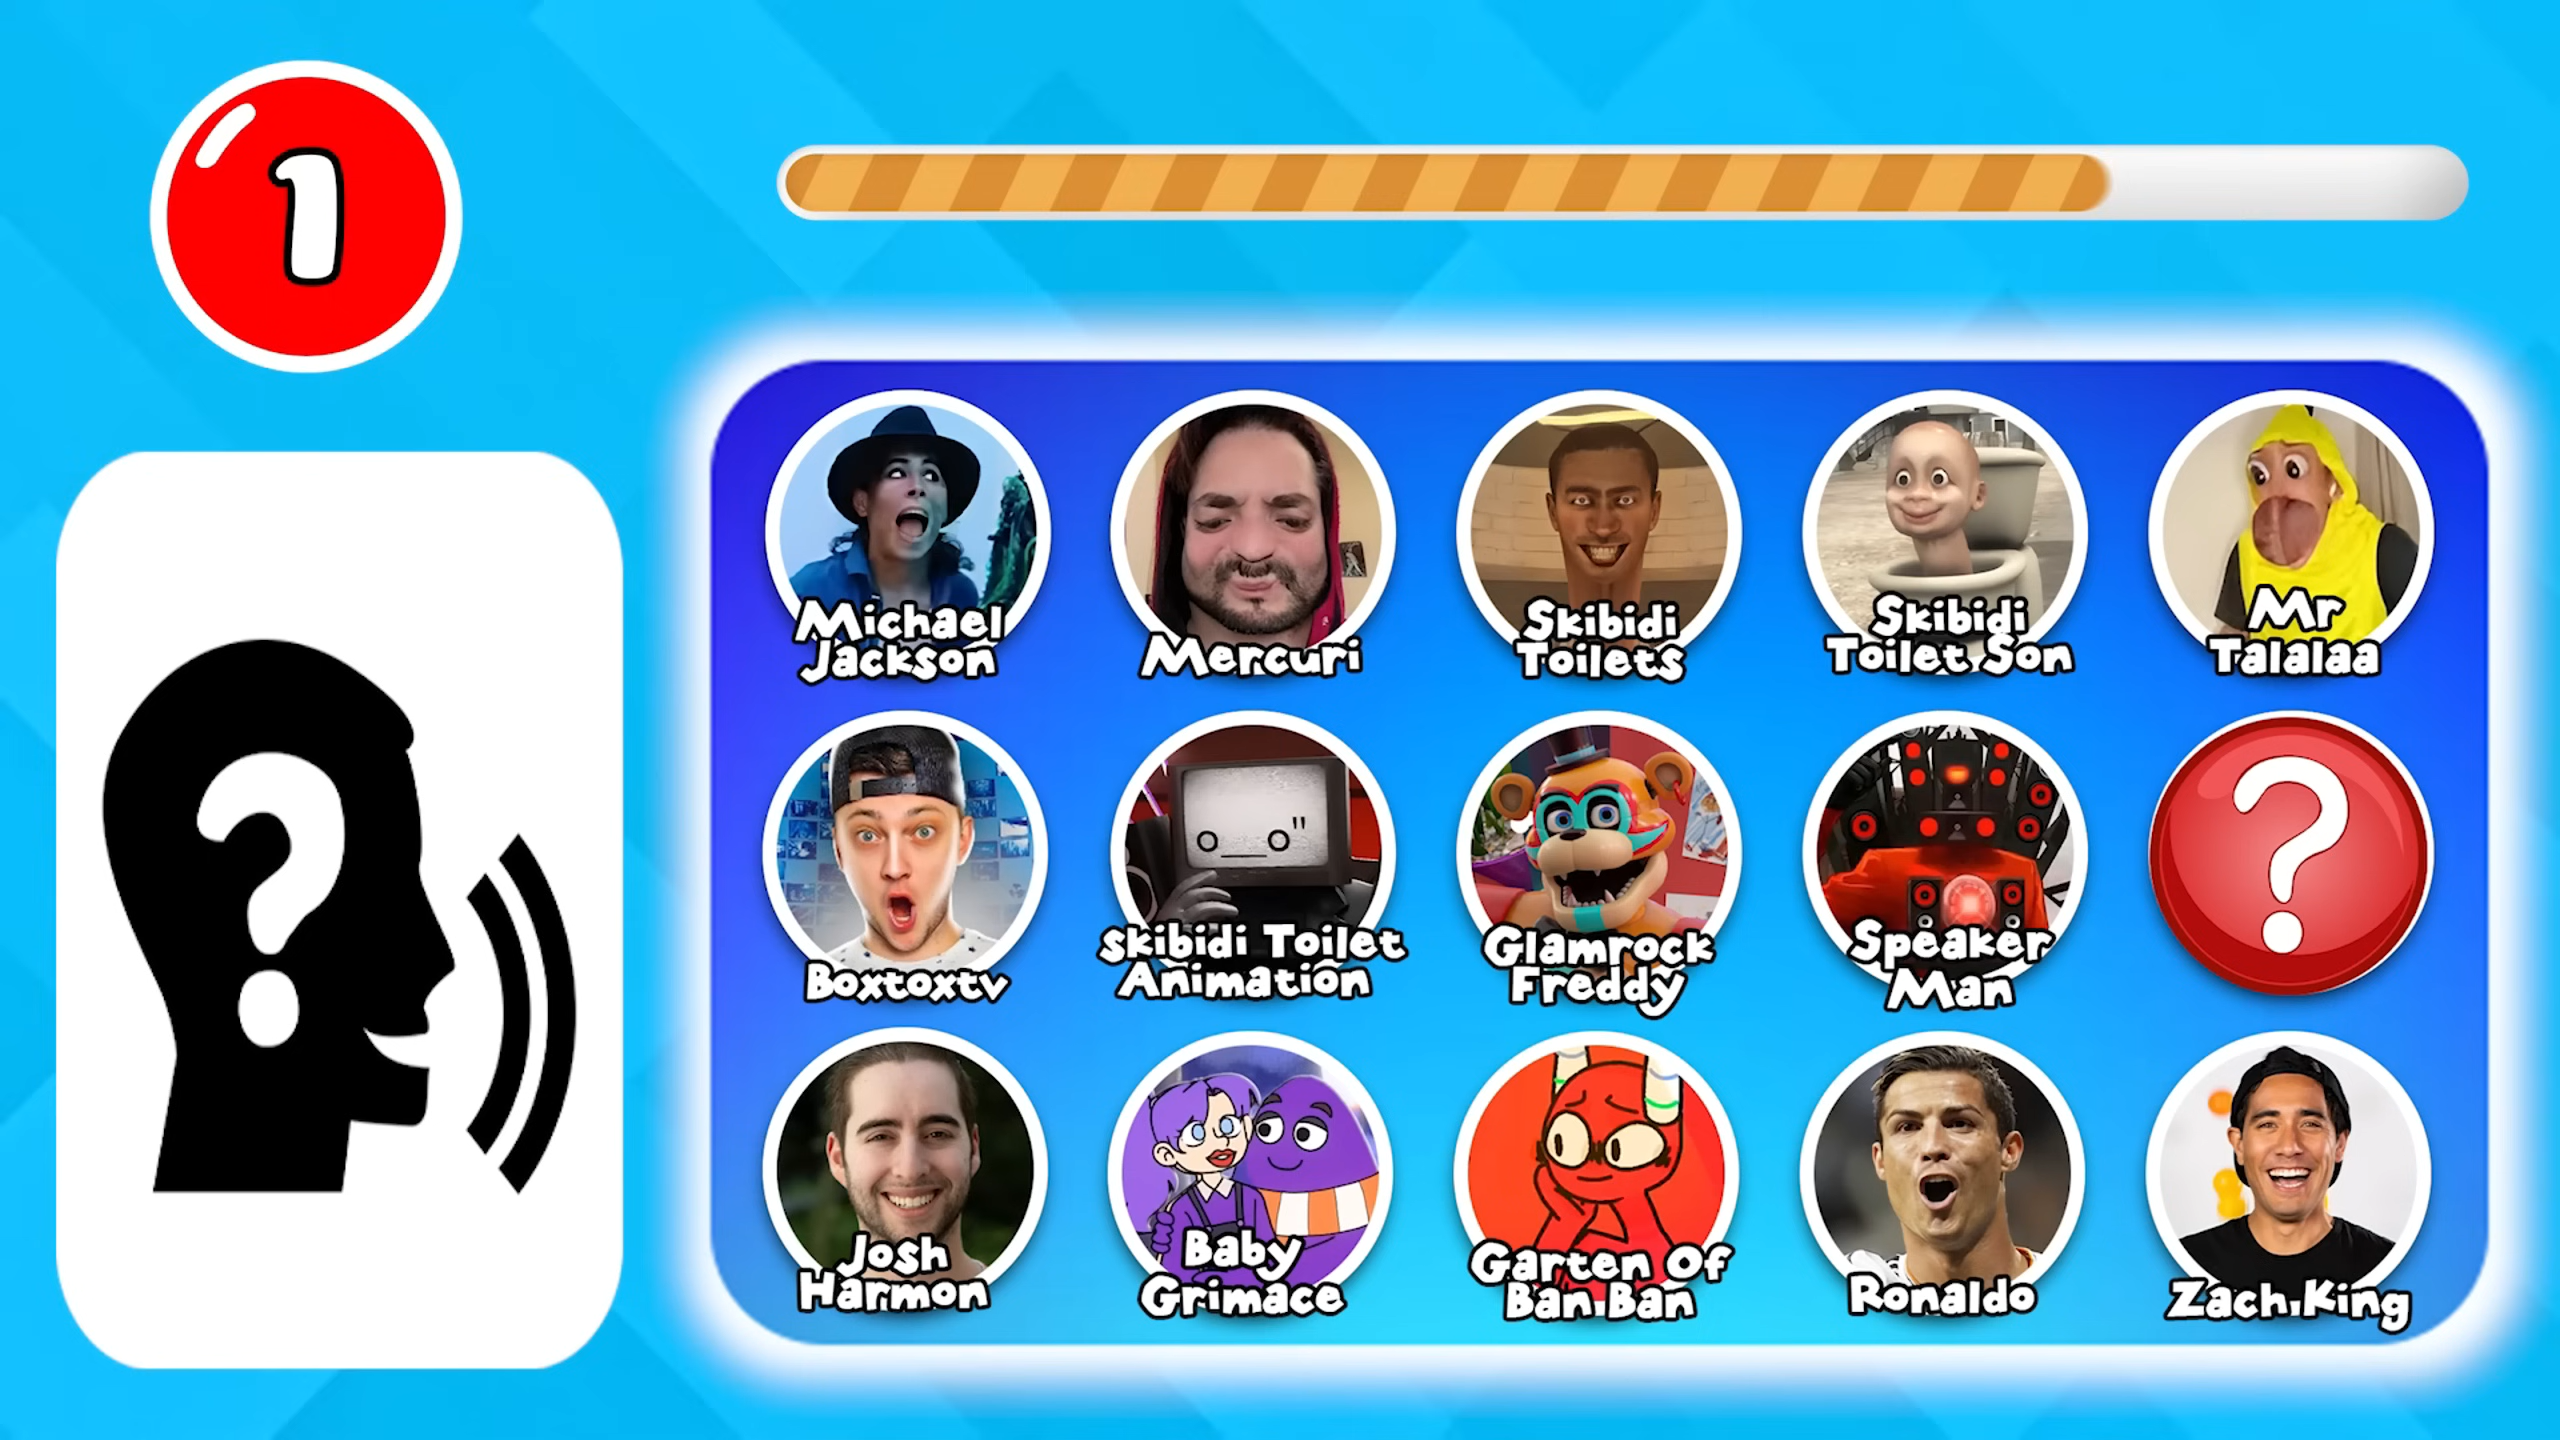 1
Michael
Jackson
Mercuri
Skibidi
Toilets
Skibidi
Toilet Son
Mr
Talalaa
Boxtoxtv
skibidi Toilet
Animation
Glamrock
Freddy
Speaker
Man
?
?
Josh
Harmon
Baby
Grimace
Garten Of
Ban Ban
Ronaldo
Zach King